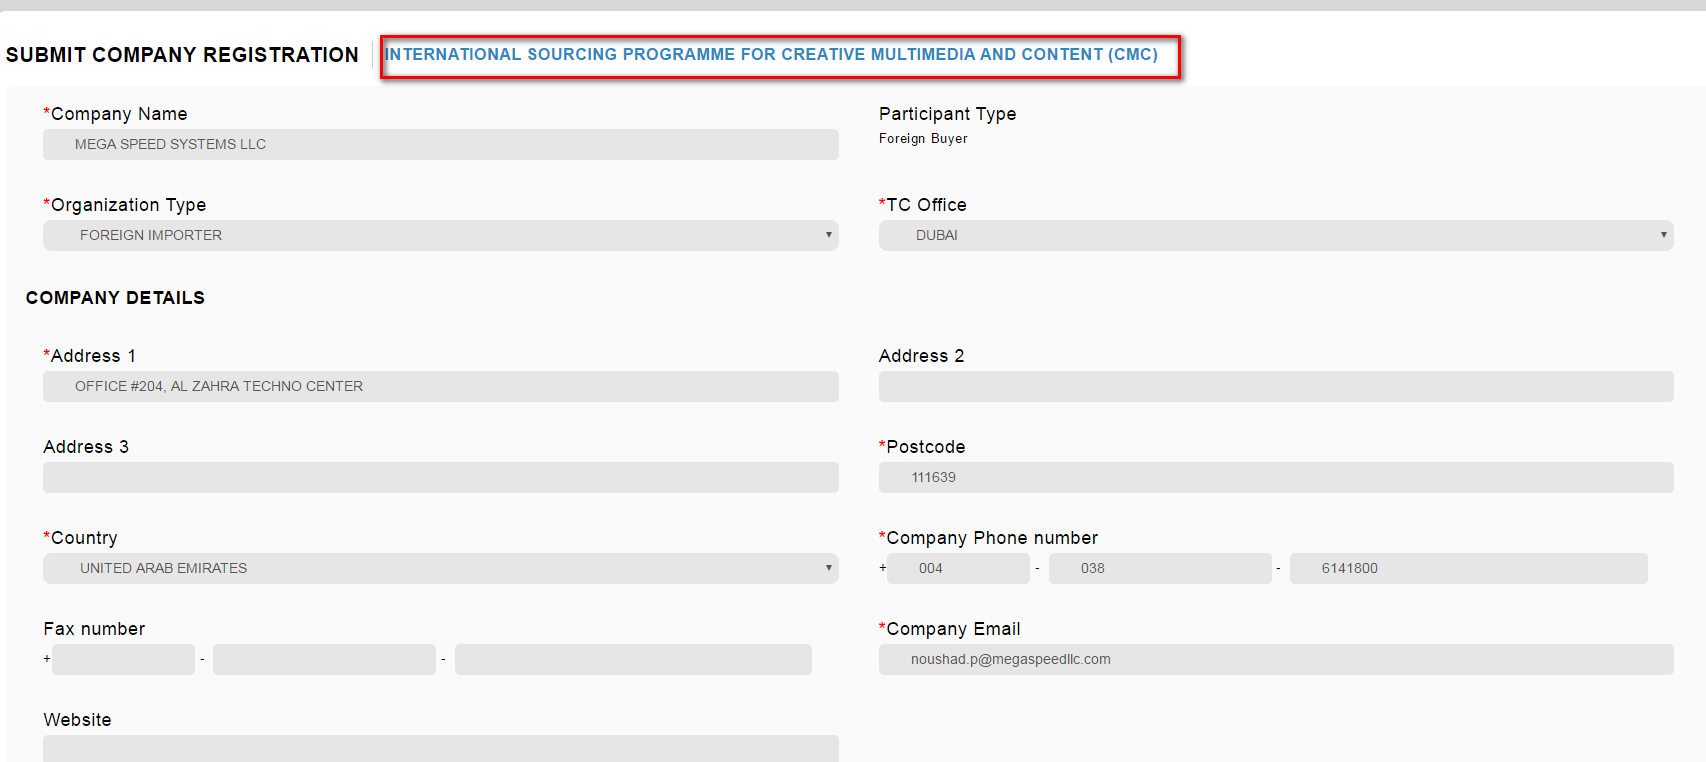 SUBMIT COMPANY REGISTRATION INTERNATIONAL SOURCING PROGRAMME FOR CREATIVE MULTIMEDIA AND CONTENT (CMC)
*Company Name Participant Type
MEGA SPEED SYSTEMS LLC Foreign Buyer
*Organization Type *TC Office
FOREIGN IMPORTER DUBAI
COMPANY DETAILS
*Address 1 Address 2
OFFICE #204, AL ZAHRA TECHNO CENTER
Address 3 *Postcode
111639
*Country *Company Phone number
UNITED ARAB EMIRATES + 004 - 038 - 6141800
Fax number *Company Email
+ - - noushad.p@megaspeedllc.com
Website